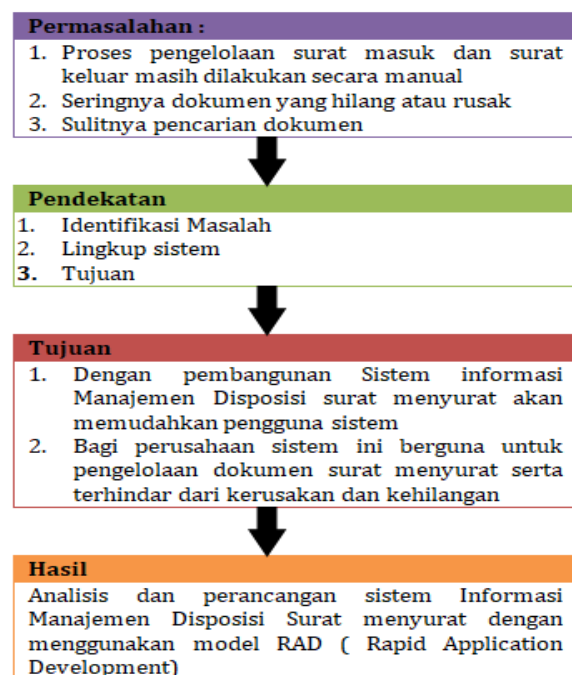 Permasalahan :
1. Proses pengelolaan surat masuk dan surat
keluar masih dilakukan secara manual
2. Seringnya dokumen yang hilang atau rusak
3. Sulitnya pencarian dokumen
Pendekatan
1. Identifikasi Masalah
2. Lingkup sistem
3. Tujuan
Tujuan
1. Dengan pembangunan Sistem informasi
Manajemen Disposisi surat menyurat akan
memudahkan pengguna sistem
2. Bagi perusahaan sistem ini berguna untuk
pengelolaan dokumen surat menyurat serta
terhindar dari kerusakan dan kehilangan
Hasil
Analisis dan perancangan sistem Informasi
Manajemen Disposisi Surat menyurat dengan
menggunakan model RAD ( Rapid Application
Development)